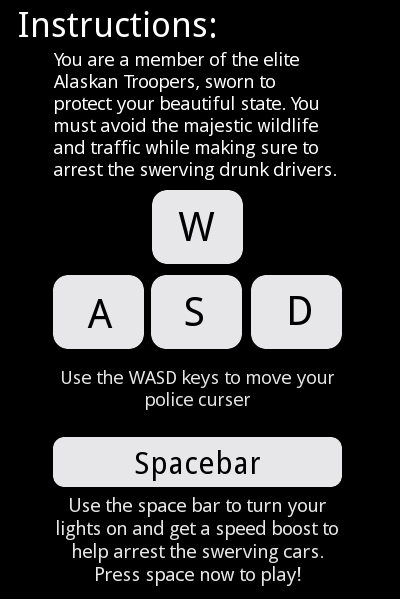 Instructions:
You are a member of the elite
Alaskan Troopers, sworn to
protect your beautiful state. You
must avoid the majestic wildlife
and traffic while making sure to
arrest the swerving drunk drivers.
W
A S D
Use the WASD keys to move your
police curser
Spacebar
Use the space bar to turn your
lights on and get a speed boost to
help arrest the swerving cars.
Press space now to play!